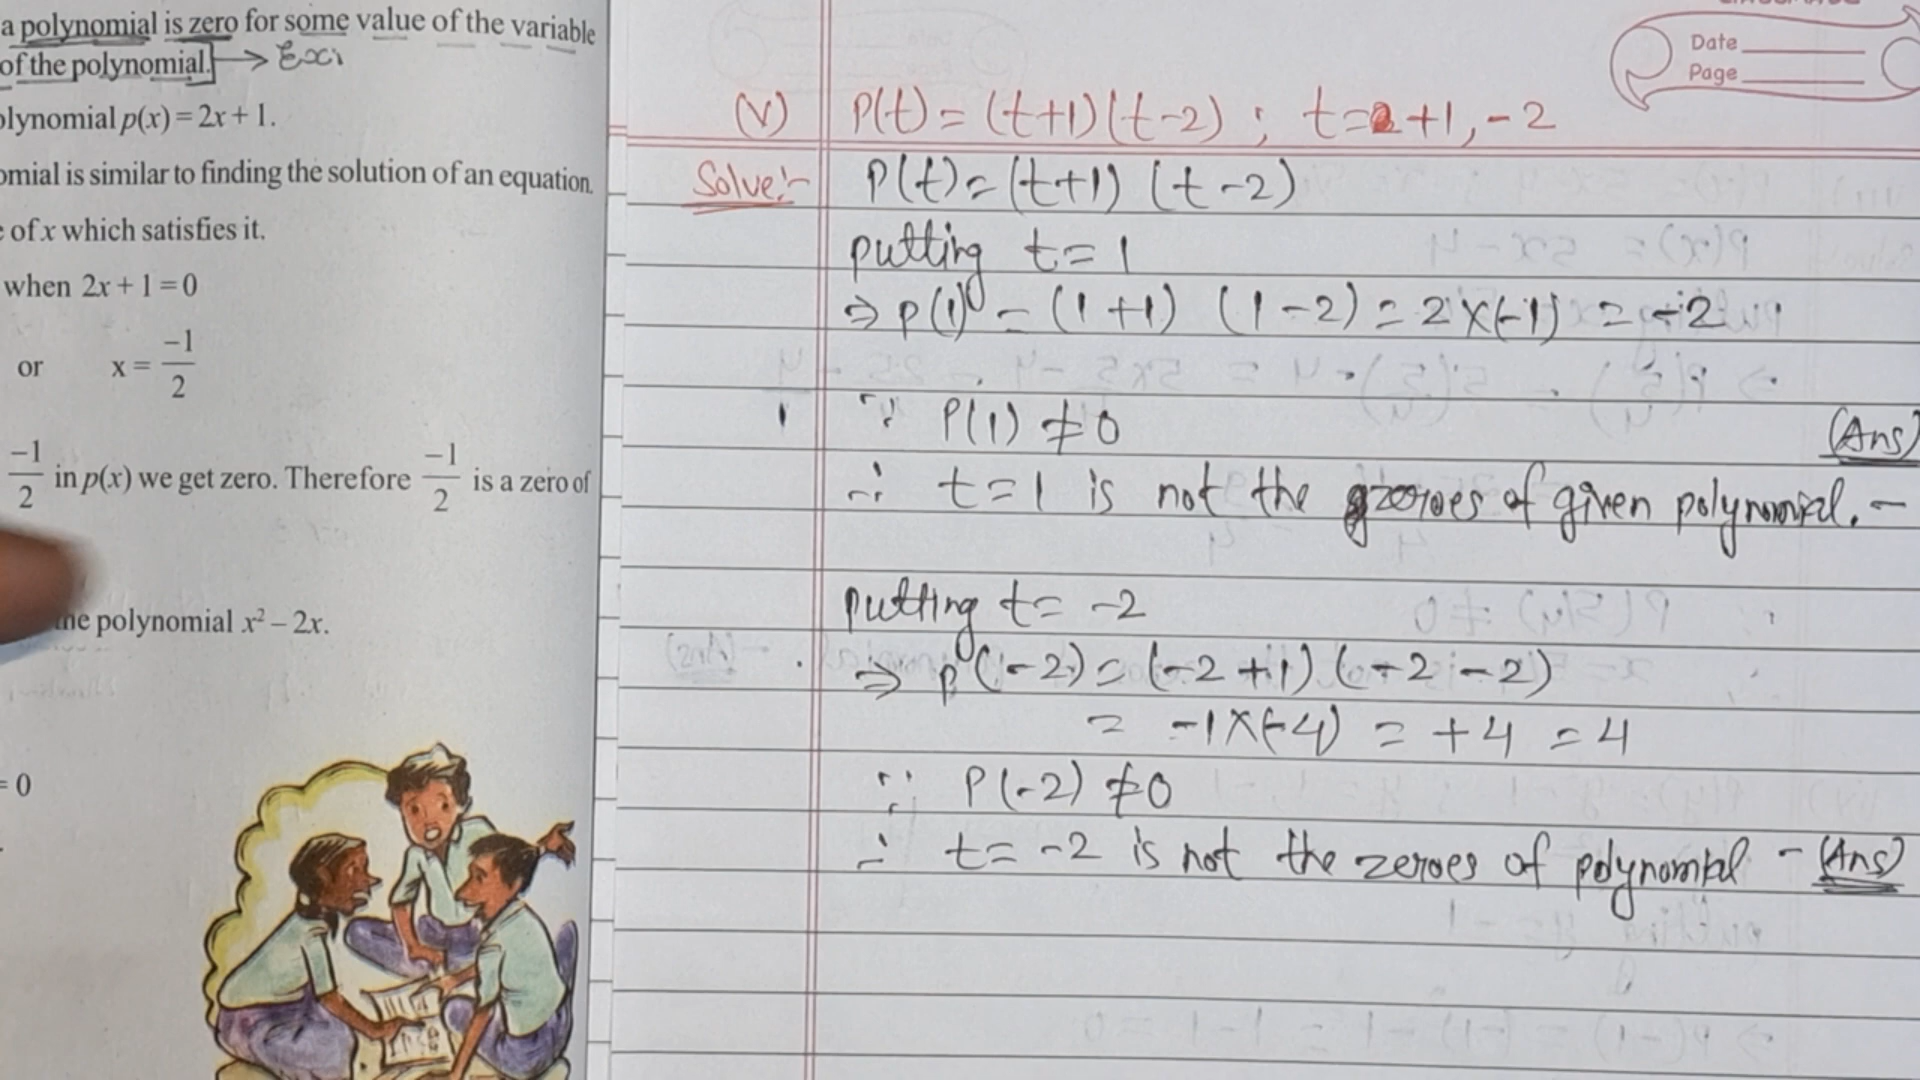 a polynomial is zero for some value of the variable
of the polynomial. → Exi
olynomial p(x) = 2x + 1.
omial is similar to finding the solution of an equation.
e of x which satisfies it.
when 2x + 1 = 0
or x = -1/2
-1/2 in p(x) we get zero. Therefore -1/2 is a zero of
the polynomial x² – 2x.
= 0
Date
Page
(V) P(t) = (t+1)(t-2) ; t = +1, -2
Solve:- P(t) = (t+1) (t-2)
putting t = 1
⇒ p(1) = (1+1) (1-2) = 2×(-1) = -2
∵ P(1) ≠ 0
(Ans)
∴ t=1 is not the zeroes of given polynomial. -
putting t = -2
⇒ p(-2) = (-2+1) (-2-2)
= -1×(-4) = +4 = 4
∵ P(-2) ≠ 0
∴ t = -2 is not the zeroes of polynomial - (Ans)